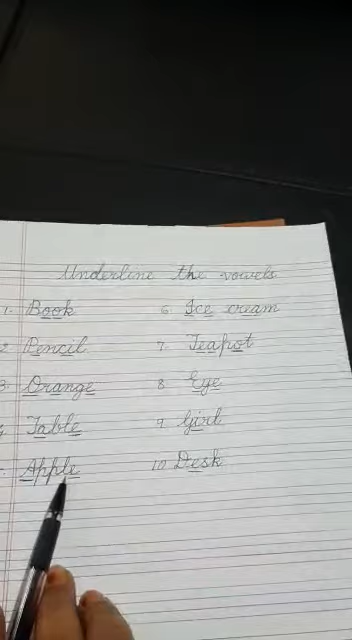 Underline the vowels
1. Book 6. Ice cream
2. Pencil 7. Teapot
3. Orange 8. Eye
4. Table 9. Girl
5. Apple 10. Desk